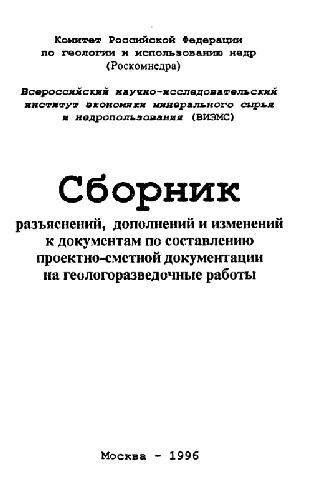 Комитет Российской Федерации
по геологии и использованию недр
(Роскомнедра)
Всероссийский научно-исследовательский
институт экономики минерального сырья
и недропользования (ВИЭМС)
Сборник
разъяснений, дополнений и изменений
к документам по составлению
проектно-сметной документации
на геологоразведочные работы
Москва - 1996